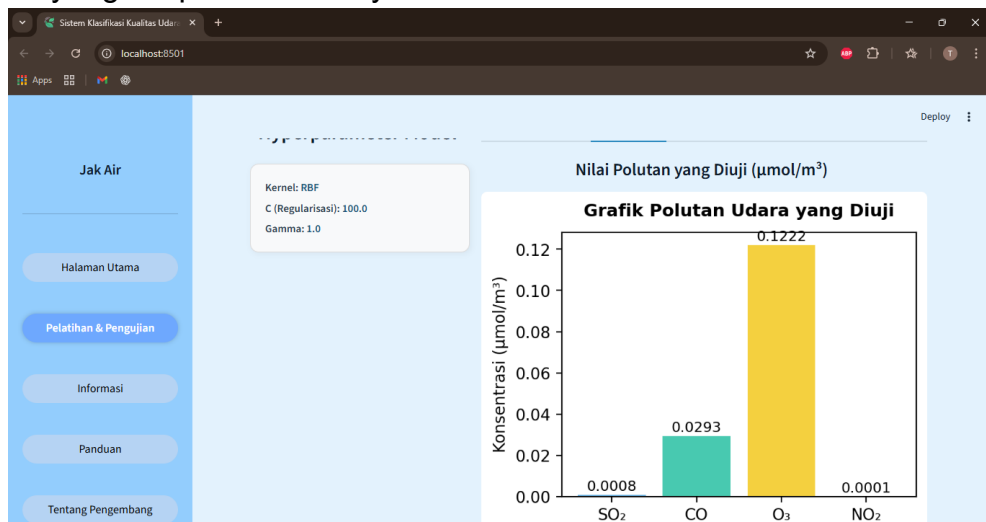 Sistem Klasifikasi Kualitas Udar
localhost:8501
ABP
T
Apps
Deploy
Jak Air
Halaman Utama
Pelatihan & Pengujian
Informasi
Panduan
Tentang Pengembang
Kernel: RBF
C (Regularisasi): 100.0
Gamma: 1.0
Nilai Polutan yang Diuji (µmol/m³)
Grafik Polutan Udara yang Diuji
Konsentrasi (µmol/m³)
0.12
0.10
0.08
0.06
0.04
0.02
0.00
0.0008
0.0293
0.1222
0.0001
SO₂
CO
O₃
NO₂